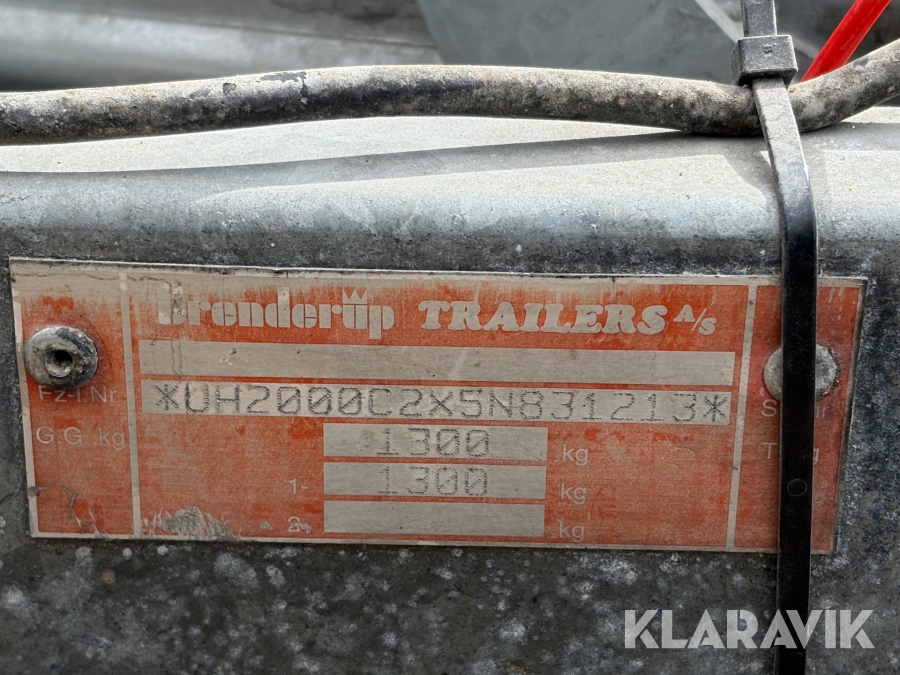 Brenderup TRAILERS A/S
Fz-I.Nr *UH2000C2X5N831213*
G.G. kg 1300 kg
1- 1300 kg
2- kg
KLARAVIK